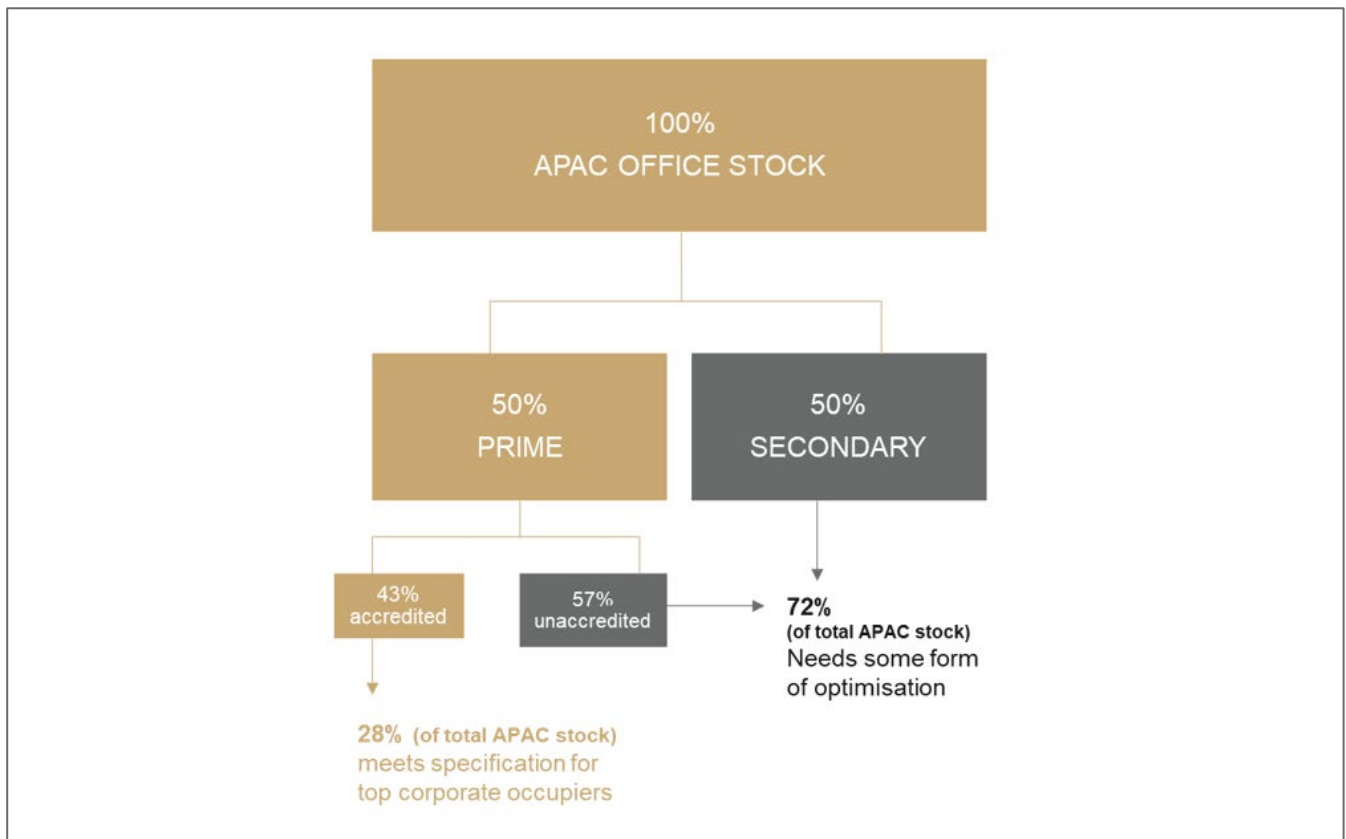 100%
APAC OFFICE STOCK
50%
PRIME
50%
SECONDARY
43%
accredited
57%
unaccredited
72%
(of total APAC stock)
Needs some form
of optimisation
28% (of total APAC stock)
meets specification for
top corporate occupiers